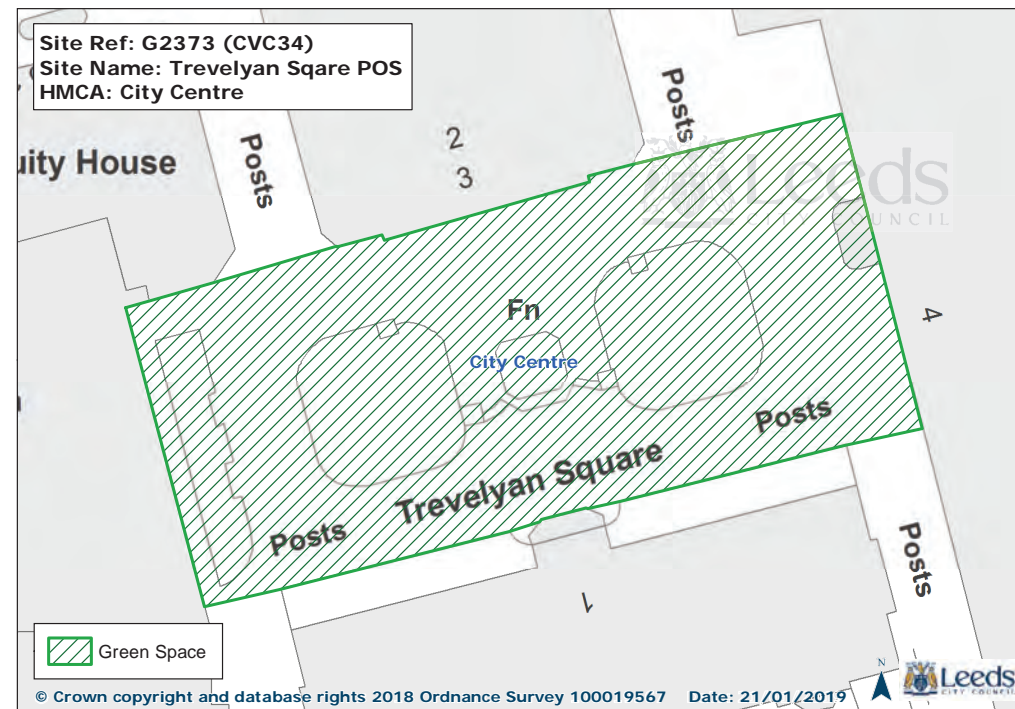 Site Ref: G2373 (CVC34)
Site Name: Trevelyan Sqare POS
HMCA: City Centre
Posts
2
3
uity House
Posts
Leeds
CITY COUNCIL
Fn
City Centre
4
Posts
Trevelyan Square
Posts
Posts
1
Green Space
N
Leeds
CITY COUNCIL
© Crown copyright and database rights 2018 Ordnance Survey 100019567 Date: 21/01/2019